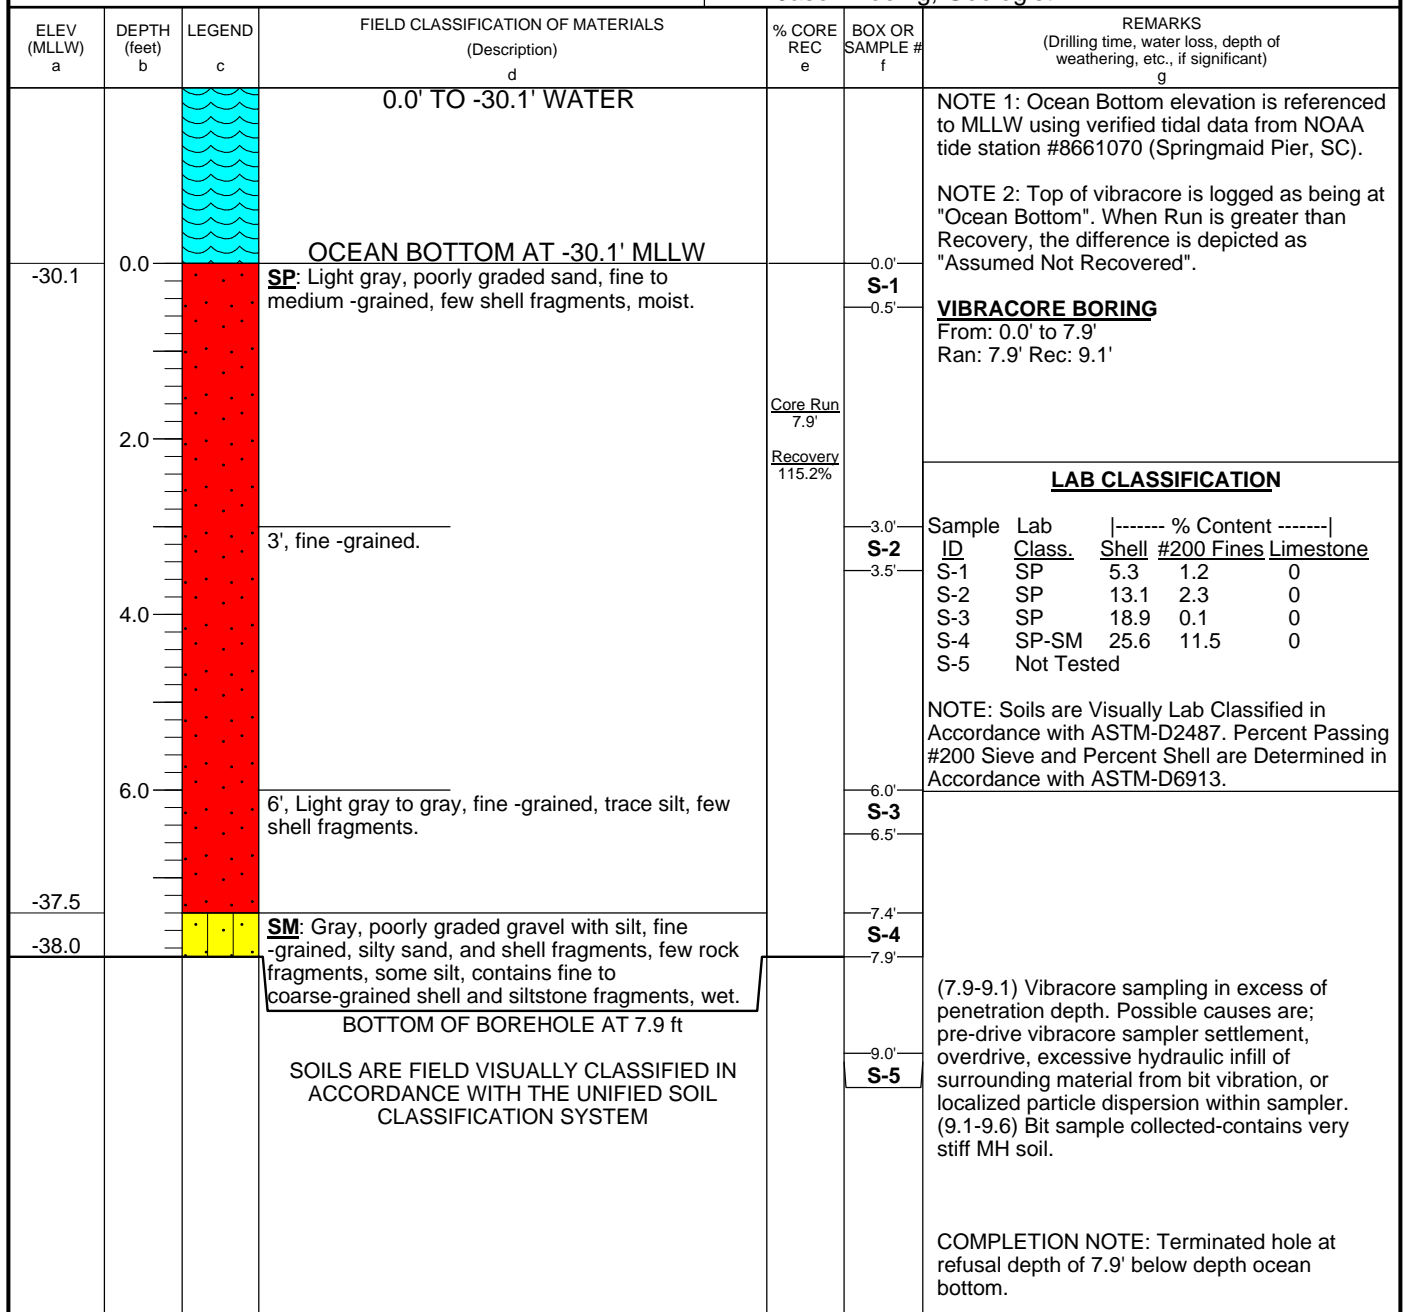 ELEV
(MLLW)
a
DEPTH
(feet)
b
LEGEND
c
FIELD CLASSIFICATION OF MATERIALS
(Description)
d
% CORE
REC
e
BOX OR
SAMPLE #
f
REMARKS
(Drilling time, water loss, depth of
weathering, etc., if significant)
g
0.0' TO -30.1' WATER
OCEAN BOTTOM AT -30.1' MLLW
-30.1
0.0
SP: Light gray, poorly graded sand, fine to
medium -grained, few shell fragments, moist.
2.0
3', fine -grained.
4.0
6.0
6', Light gray to gray, fine -grained, trace silt, few
shell fragments.
-37.5
-38.0
SM: Gray, poorly graded gravel with silt, fine
-grained, silty sand, and shell fragments, few rock
fragments, some silt, contains fine to
coarse-grained shell and siltstone fragments, wet.
BOTTOM OF BOREHOLE AT 7.9 ft
SOILS ARE FIELD VISUALLY CLASSIFIED IN
ACCORDANCE WITH THE UNIFIED SOIL
CLASSIFICATION SYSTEM
Core Run
7.9'
Recovery
115.2%
0.0'
S-1
0.5'
3.0'
S-2
3.5'
6.0'
S-3
6.5'
7.4'
S-4
7.9'
9.0'
S-5
NOTE 1: Ocean Bottom elevation is referenced
to MLLW using verified tidal data from NOAA
tide station #8661070 (Springmaid Pier, SC).
NOTE 2: Top of vibracore is logged as being at
"Ocean Bottom". When Run is greater than
Recovery, the difference is depicted as
"Assumed Not Recovered".
VIBRACORE BORING
From: 0.0' to 7.9'
Ran: 7.9' Rec: 9.1'
LAB CLASSIFICATION
Sample Lab |------- % Content -------|
ID Class. Shell #200 Fines Limestone
S-1 SP 5.3 1.2 0
S-2 SP 13.1 2.3 0
S-3 SP 18.9 0.1 0
S-4 SP-SM 25.6 11.5 0
S-5 Not Tested
NOTE: Soils are Visually Lab Classified in
Accordance with ASTM-D2487. Percent Passing
#200 Sieve and Percent Shell are Determined in
Accordance with ASTM-D6913.
(7.9-9.1) Vibracore sampling in excess of
penetration depth. Possible causes are;
pre-drive vibracore sampler settlement,
overdrive, excessive hydraulic infill of
surrounding material from bit vibration, or
localized particle dispersion within sampler.
(9.1-9.6) Bit sample collected-contains very
stiff MH soil.
COMPLETION NOTE: Terminated hole at
refusal depth of 7.9' below depth ocean
bottom.